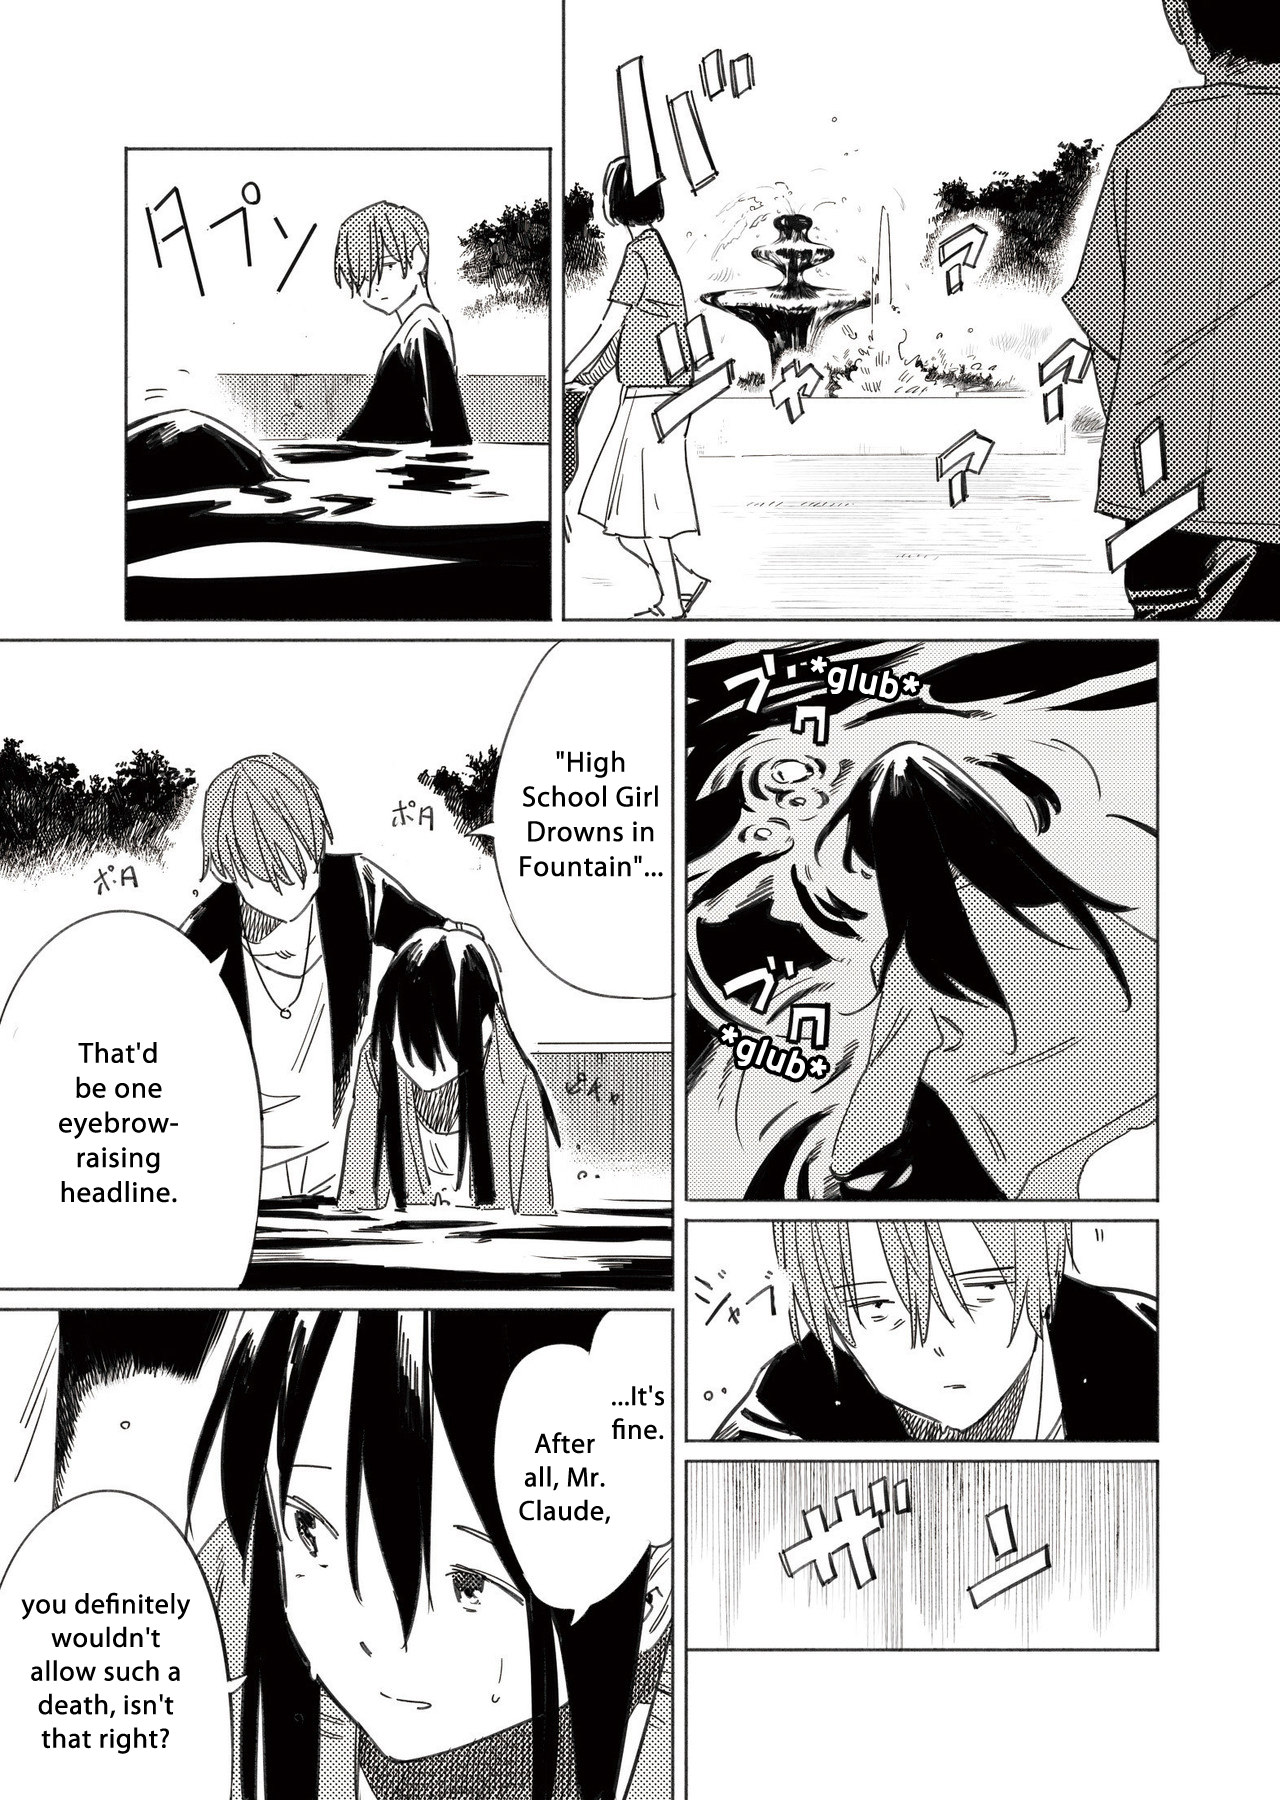 バシャアアア
タプン
ブク
*glub*
ブク
*glub*
ジャブ
ザー
"High
School Girl
Drowns in
Fountain"...
ポタ
ポタ
That'd
be one
eyebrow-
raising
headline.
...It's
fine.
After
all, Mr.
Claude,
you definitely
wouldn't
allow such a
death, isn't
that right?